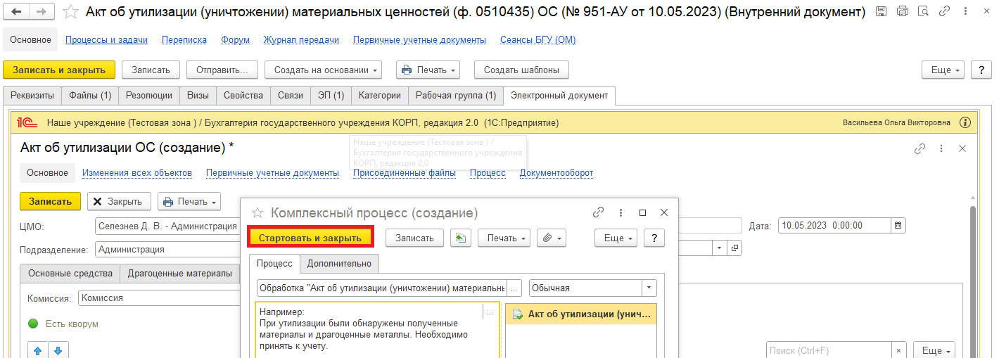 Акт об утилизации (уничтожении) материальных ценностей (ф. 0510435) ОС (№ 951-АУ от 10.05.2023) (Внутренний документ)
Основное Процессы и задачи Переписка Форум Журнал передачи Первичные учетные документы Сеансы БГУ (ОМ)
Записать и закрыть Записать Отправить... Создать на основании Печать Создать шаблоны Еще ?
Реквизиты Файлы (1) Резолюции Визы Свойства Связи ЭП (1) Категории Рабочая группа (1) Электронный документ
1С Наше учреждение (Тестовая зона ) / Бухгалтерия государственного учреждения КОРП, редакция 2.0 (1С:Предприятие) Васильева Ольга Викторовна
Наше учреждение (Тестовая зона ) /
Бухгалтерия государственного учреждения
КОРП, редакция 2.0
Акт об утилизации ОС (создание) *
Основное Изменения всех объектов Первичные учетные документы Присоединенные файлы Процесс Документооборот
Записать Закрыть Печать
ЦМО: Селезнев Д. В. - Администрация Дата: 10.05.2023 0:00:00
Подразделение: Администрация
Основные средства Драгоценные материалы
Комиссия: Комиссия
Есть кворум
Поиск (Ctrl+F) × Еще
Комплексный процесс (создание)
Стартовать и закрыть Записать Печать Еще ?
Процесс Дополнительно
Обработка "Акт об утилизации (уничтожении) материальны ... Обычная
Например: ...
При утилизации были обнаружены полученные
материалы и драгоценные металлы. Необходимо
принять к учету.
Акт об утилизации (унич...